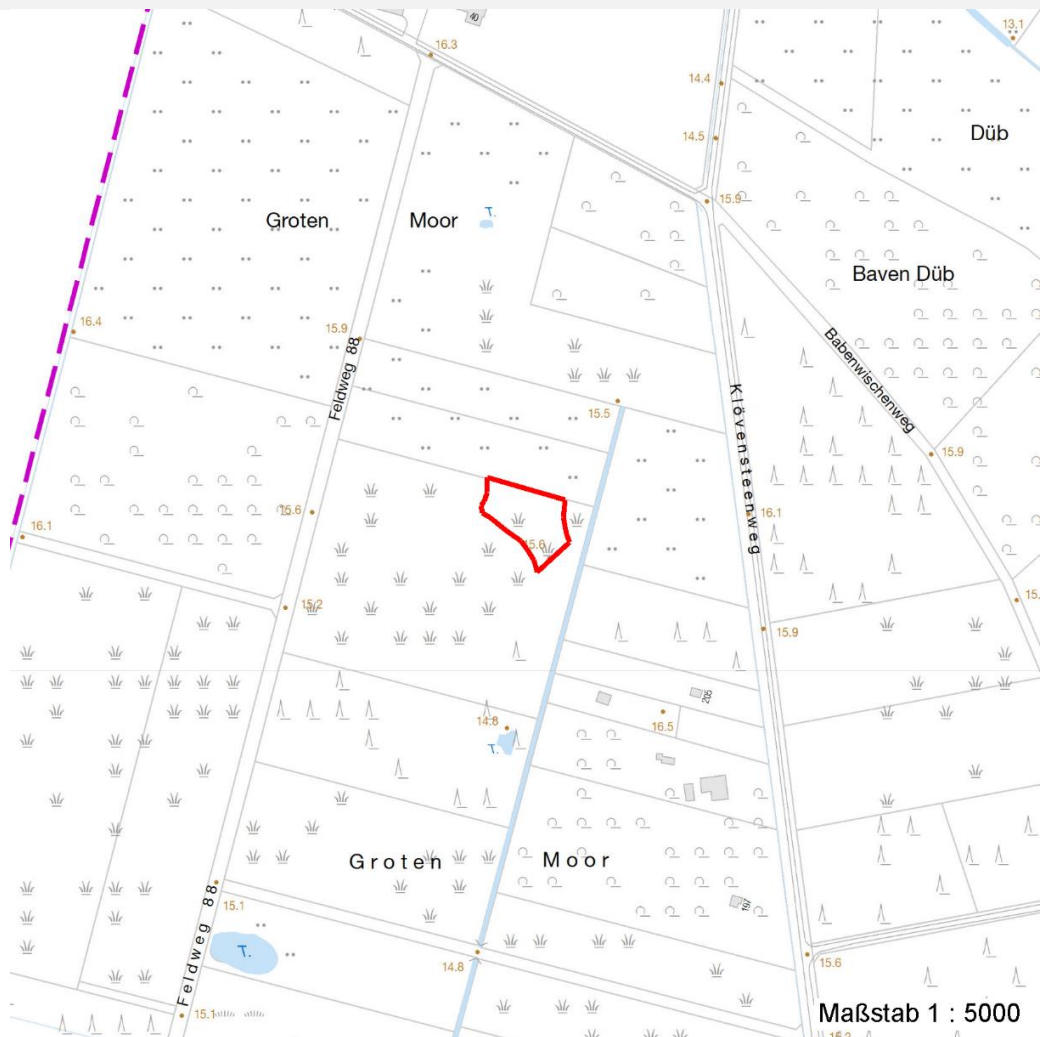 40
13.1
16.3
14.4
14.5
Düb
15.9
T.
Groten
Moor
Baven Düb
16.4
15.9
Feldweg 88
Babenwischenweg
Klövensteenweg
15.5
15.9
15.6
16.1
16.1
15.6
15.2
15.9
205
14.8
16.5
T.
Groten
Moor
Feldweg 88
15.1
197
T.
14.8
15.6
15.1
Maßstab 1 : 5000